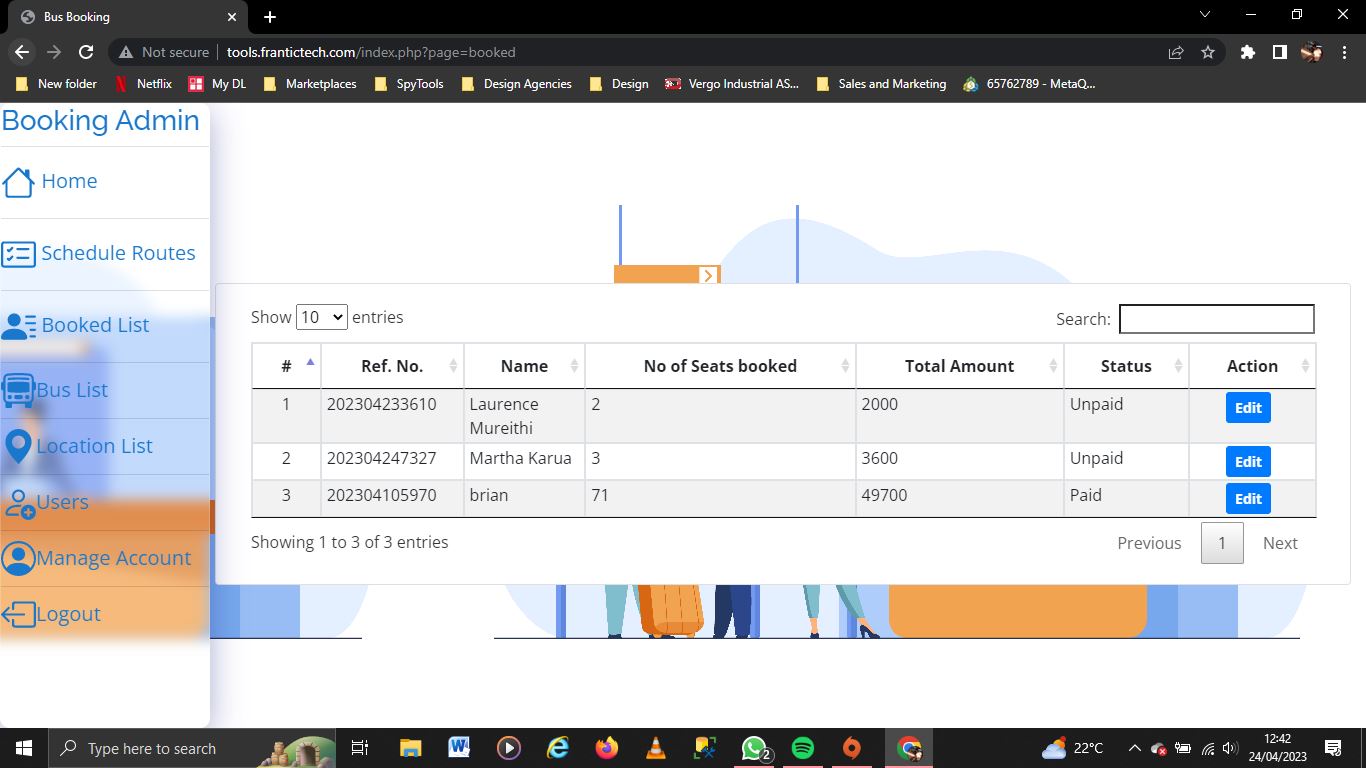 Bus Booking
Not secure tools.frantictech.com/index.php?page=booked
New folder Netflix My DL Marketplaces SpyTools Design Agencies Design Vergo Industrial AS... Sales and Marketing 65762789 - MetaQ...
Booking Admin
Home
Schedule Routes
Booked List
Bus List
Location List
Users
Manage Account
Logout
Show 10 entries Search:
# Ref. No. Name No of Seats booked Total Amount Status Action
1 202304233610 Laurence Mureithi 2 2000 Unpaid Edit
2 202304247327 Martha Karua 3 3600 Unpaid Edit
3 202304105970 brian 71 49700 Paid Edit
Showing 1 to 3 of 3 entries Previous 1 Next
Type here to search 2 22°C 12:42
24/04/2023